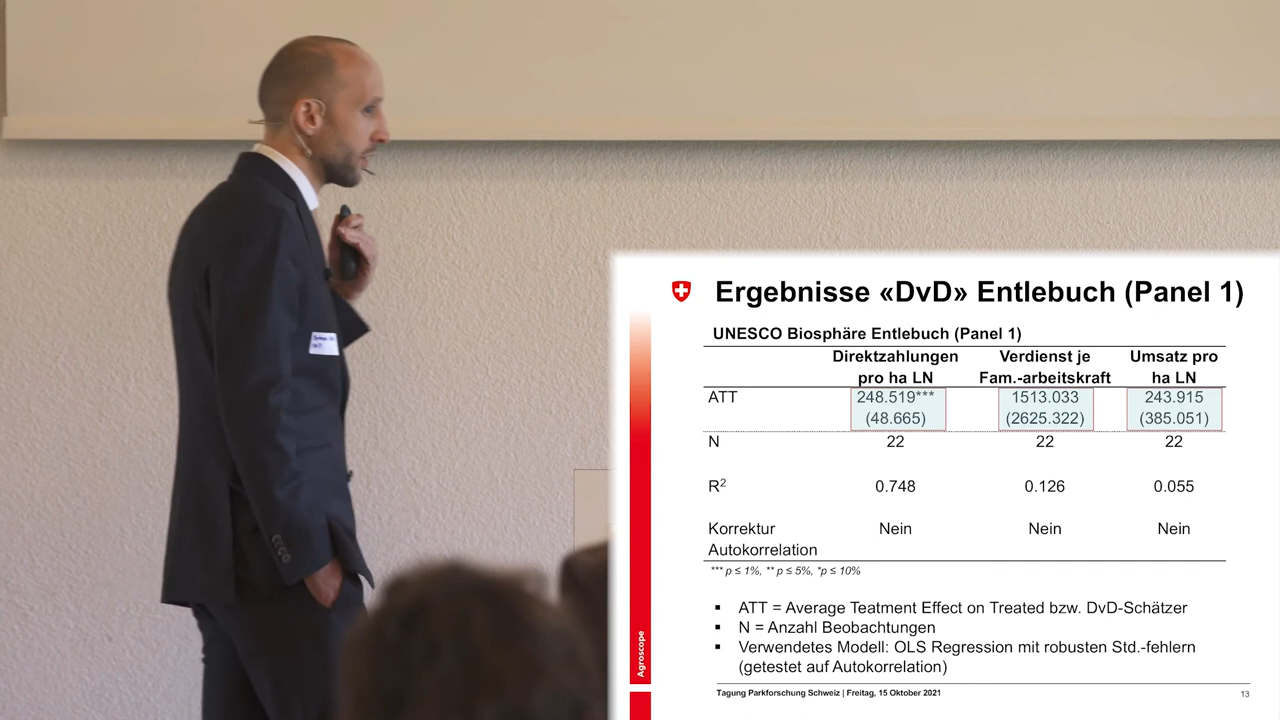 Ergebnisse «DvD» Entlebuch (Panel 1)
UNESCO Biosphäre Entlebuch (Panel 1)
Direktzahlungen pro ha LN Verdienst je Fam.-arbeitskraft Umsatz pro ha LN
ATT 248.519*** 1513.033 243.915
(48.665) (2625.322) (385.051)
N 22 22 22
R² 0.748 0.126 0.055
Korrektur Nein Nein Nein
Autokorrelation
*** p ≤ 1%, ** p ≤ 5%, *p ≤ 10%
▪ ATT = Average Teatment Effect on Treated bzw. DvD-Schätzer
▪ N = Anzahl Beobachtungen
▪ Verwendetes Modell: OLS Regression mit robusten Std.-fehlern
(getestet auf Autokorrelation)
Agroscope
Tagung Parkforschung Schweiz | Freitag, 15 Oktober 2021
13